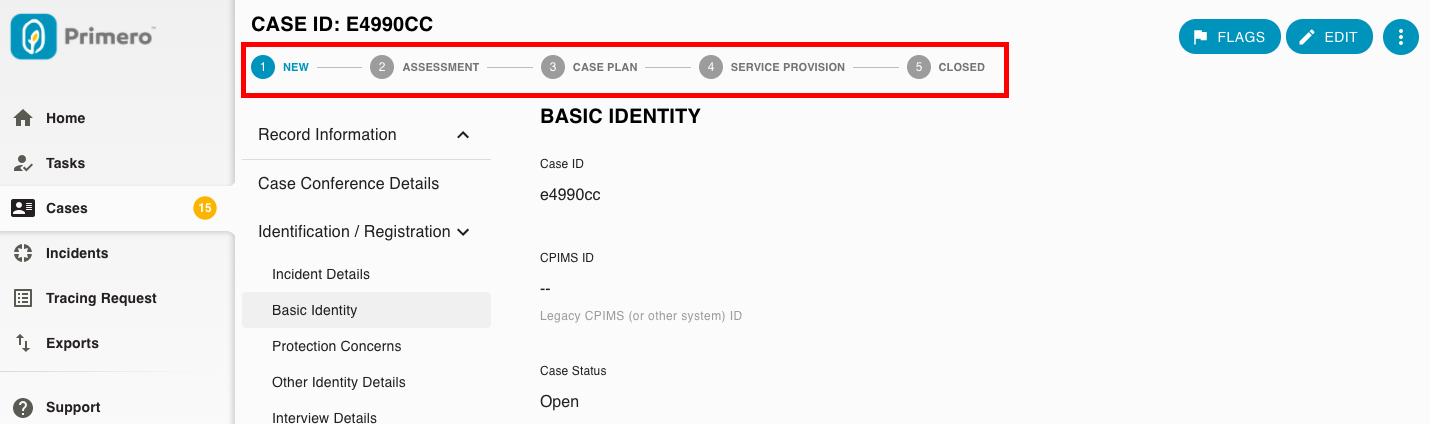 Primero™
Home
Tasks
Cases
15
Incidents
Tracing Request
Exports
Support
CASE ID: E4990CC
FLAGS
EDIT
1 NEW
2 ASSESSMENT
3 CASE PLAN
4 SERVICE PROVISION
5 CLOSED
Record Information
Case Conference Details
Identification / Registration
Incident Details
Basic Identity
Protection Concerns
Other Identity Details
Interview Details
BASIC IDENTITY
Case ID
e4990cc
CPIMS ID
--
Legacy CPIMS (or other system) ID
Case Status
Open